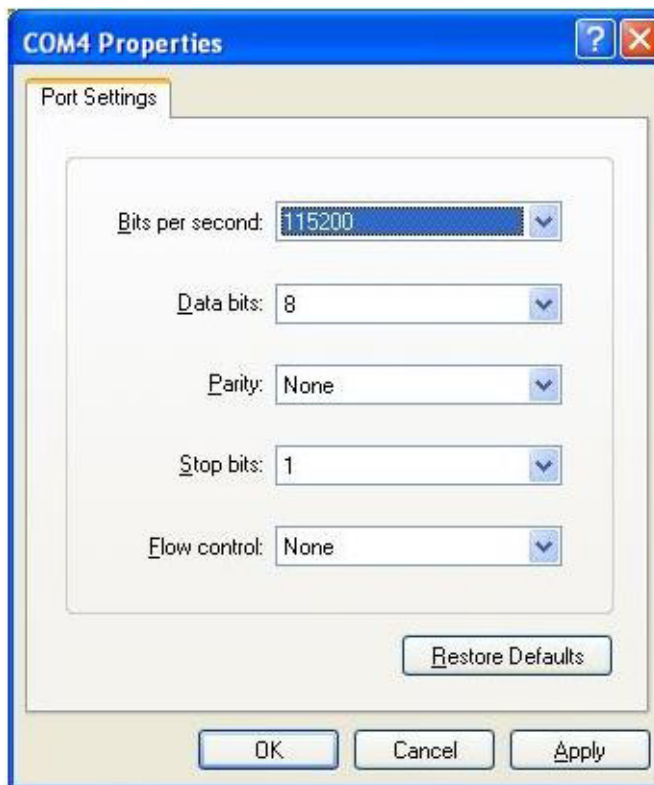 COM4 Properties
?
Port Settings
Bits per second: 115200
Data bits: 8
Parity: None
Stop bits: 1
Flow control: None
Restore Defaults
OK Cancel Apply